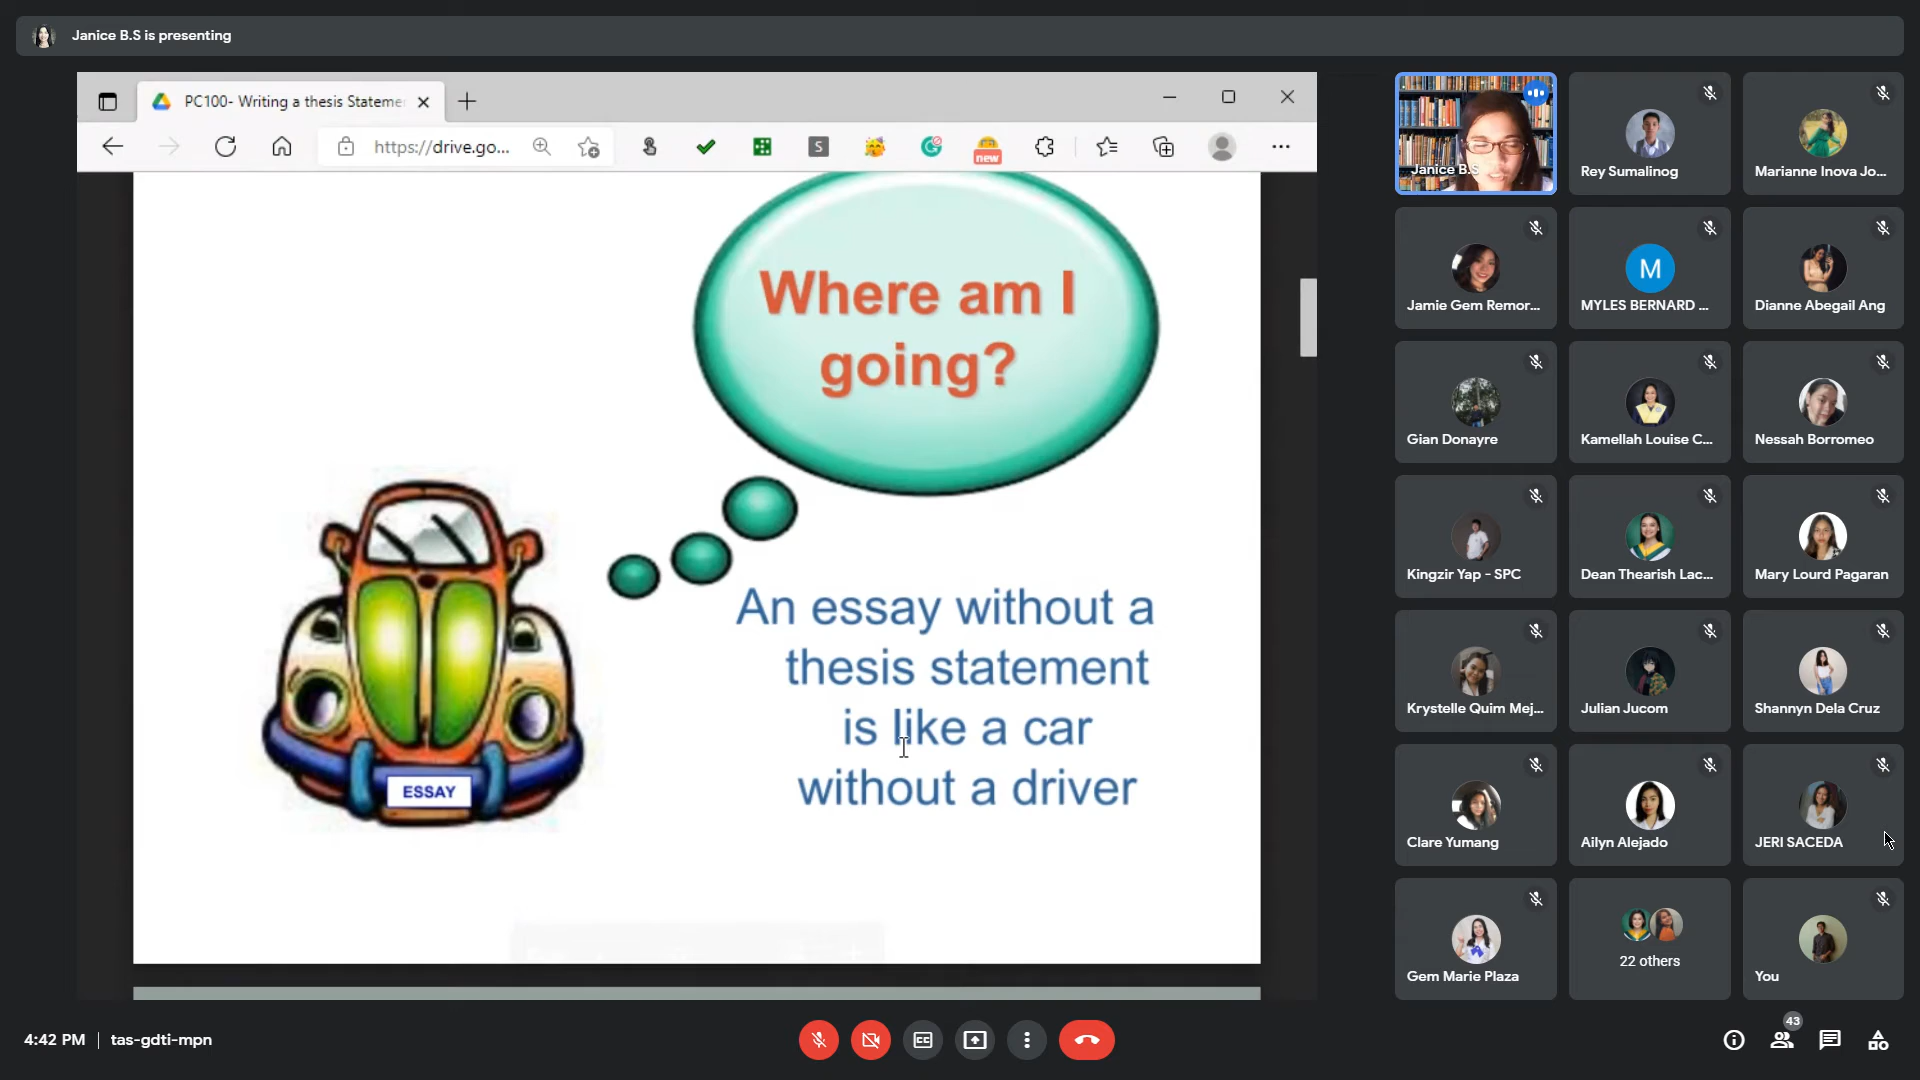 Janice B.S is presenting
PC100- Writing a thesis Stateme
https://drive.go...
S
new
Where am I
going?
An essay without a
thesis statement
is like a car
without a driver
ESSAY
Janice B.S
Rey Sumalinog
Marianne Inova Jo...
Jamie Gem Remor...
M
MYLES BERNARD ...
Dianne Abegail Ang
Gian Donayre
Kamellah Louise C...
Nessah Borromeo
Kingzir Yap - SPC
Dean Thearish Lac...
Mary Lourd Pagaran
Krystelle Quim Mej...
Julian Jucom
Shannyn Dela Cruz
Clare Yumang
Ailyn Alejado
JERI SACEDA
Gem Marie Plaza
22 others
You
4:42 PM | tas-gdti-mpn
43